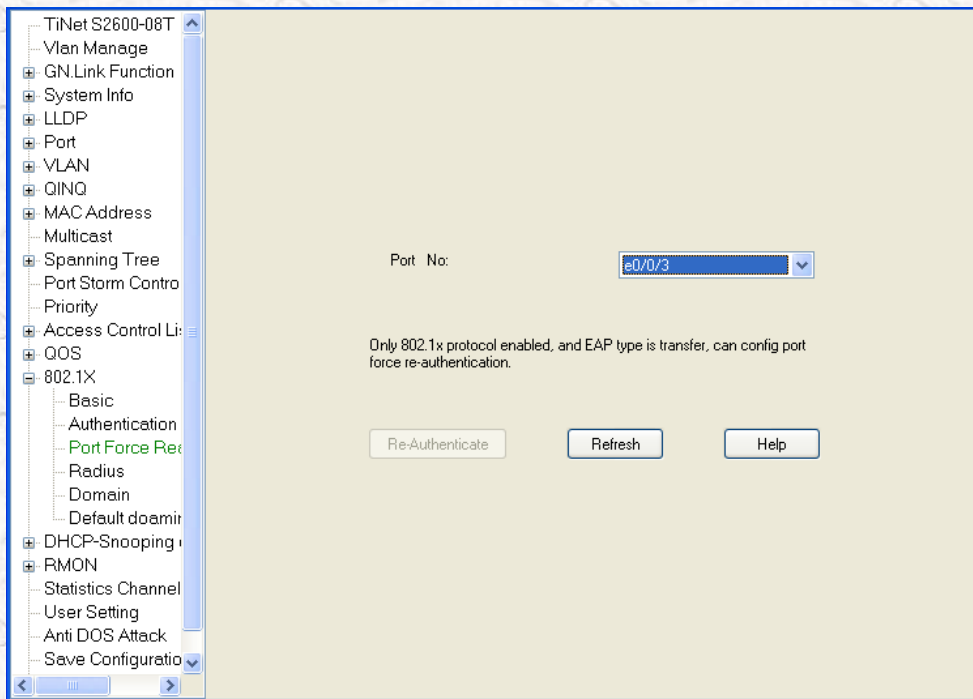 TiNet S2600-08T
Vlan Manage
GN.Link Function
System Info
LLDP
Port
VLAN
QINQ
MAC Address
Multicast
Spanning Tree
Port Storm Contro
Priority
Access Control Li
QOS
802.1X
Basic
Authentication
Port Force Rea
Radius
Domain
Default doamin
DHCP-Snooping
RMON
Statistics Channel
User Setting
Anti DOS Attack
Save Configuratio
Port No:
e0/0/3
Only 802.1x protocol enabled, and EAP type is transfer, can config port
force re-authentication.
Re-Authenticate
Refresh
Help